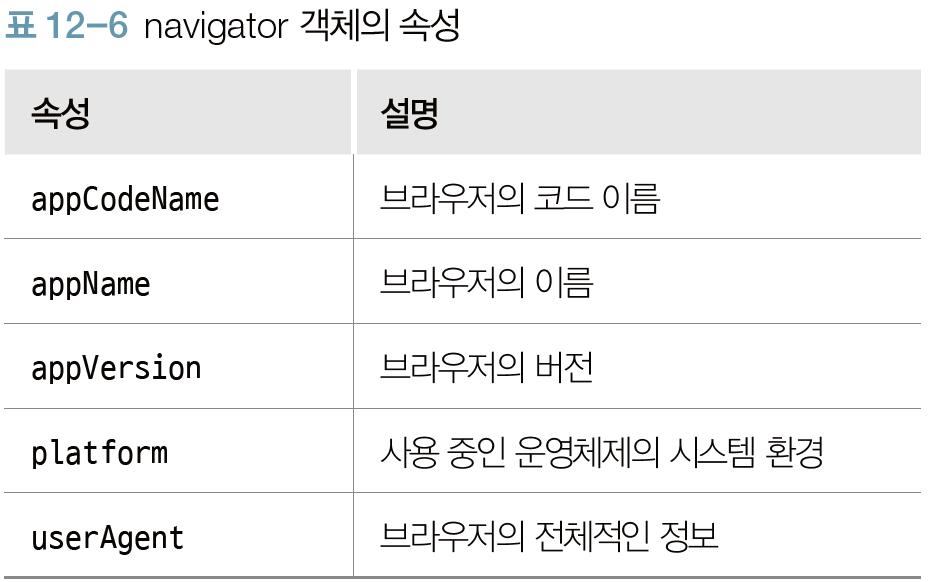 표 12-6 navigator 객체의 속성
속성 설명
appCodeName 브라우저의 코드 이름
appName 브라우저의 이름
appVersion 브라우저의 버전
platform 사용 중인 운영체제의 시스템 환경
userAgent 브라우저의 전체적인 정보